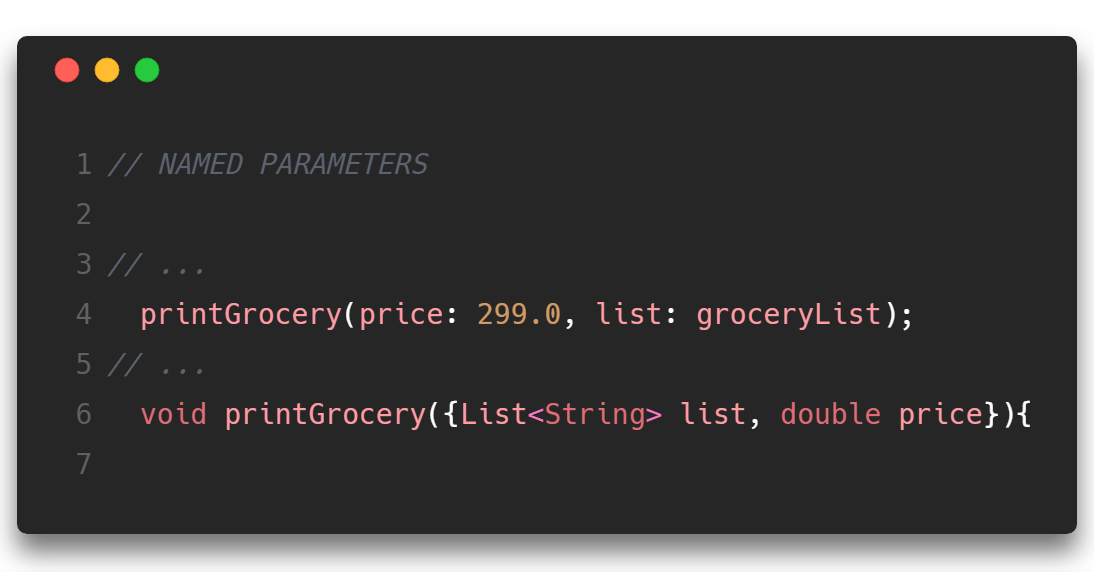 1 // NAMED PARAMETERS
2
3 // ...
4   printGrocery(price: 299.0, list: groceryList);
5 // ...
6   void printGrocery({List<String> list, double price}){
7